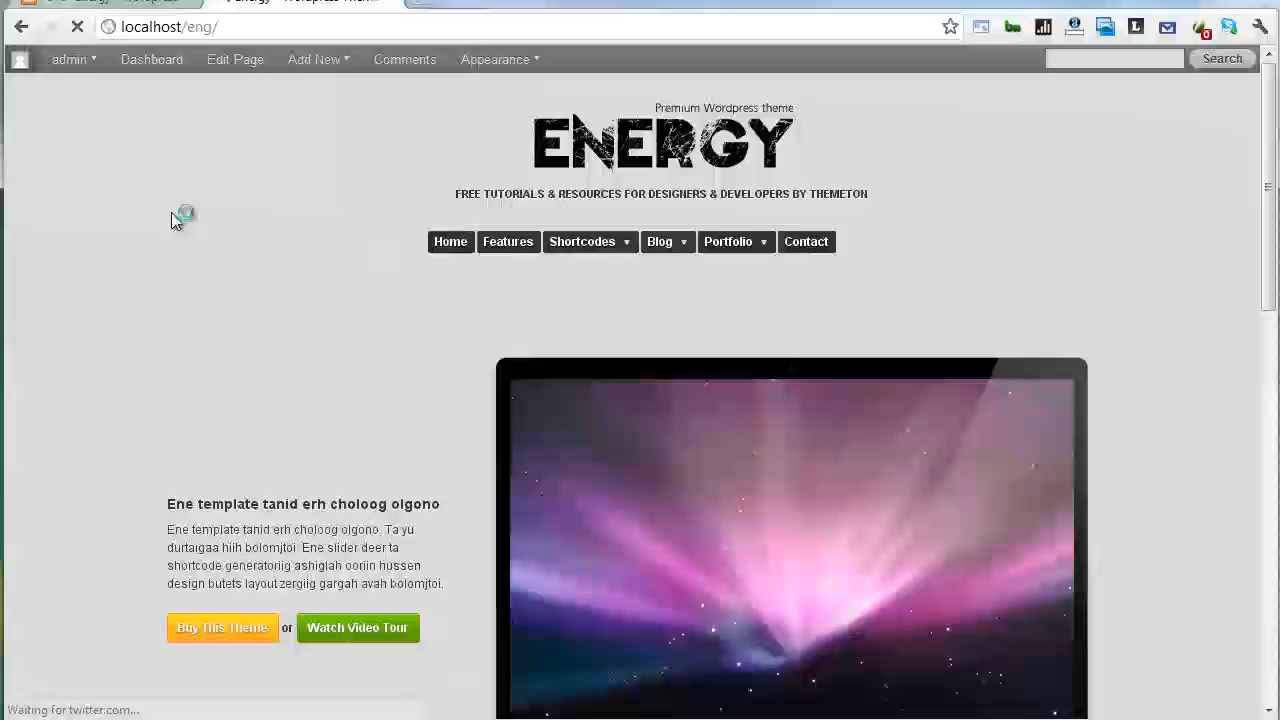 localhost/eng/
admin Dashboard Edit Page Add New Comments Appearance Search
Premium Wordpress theme
ENERGY
FREE TUTORIALS & RESOURCES FOR DESIGNERS & DEVELOPERS BY THEMETON
Home Features Shortcodes Blog Portfolio Contact
Ene template tanid erh choloog olgono
Ene template tanid erh choloog olgono. Ta yu
durtaigaa hiih bolomjtoi. Ene slider deer ta
shortcode generatoriig ashiglah ooriin hussen
design butets layout zergiig gargah avah bolomjtoi.
Buy This Theme or Watch Video Tour
Waiting for twitter.com...